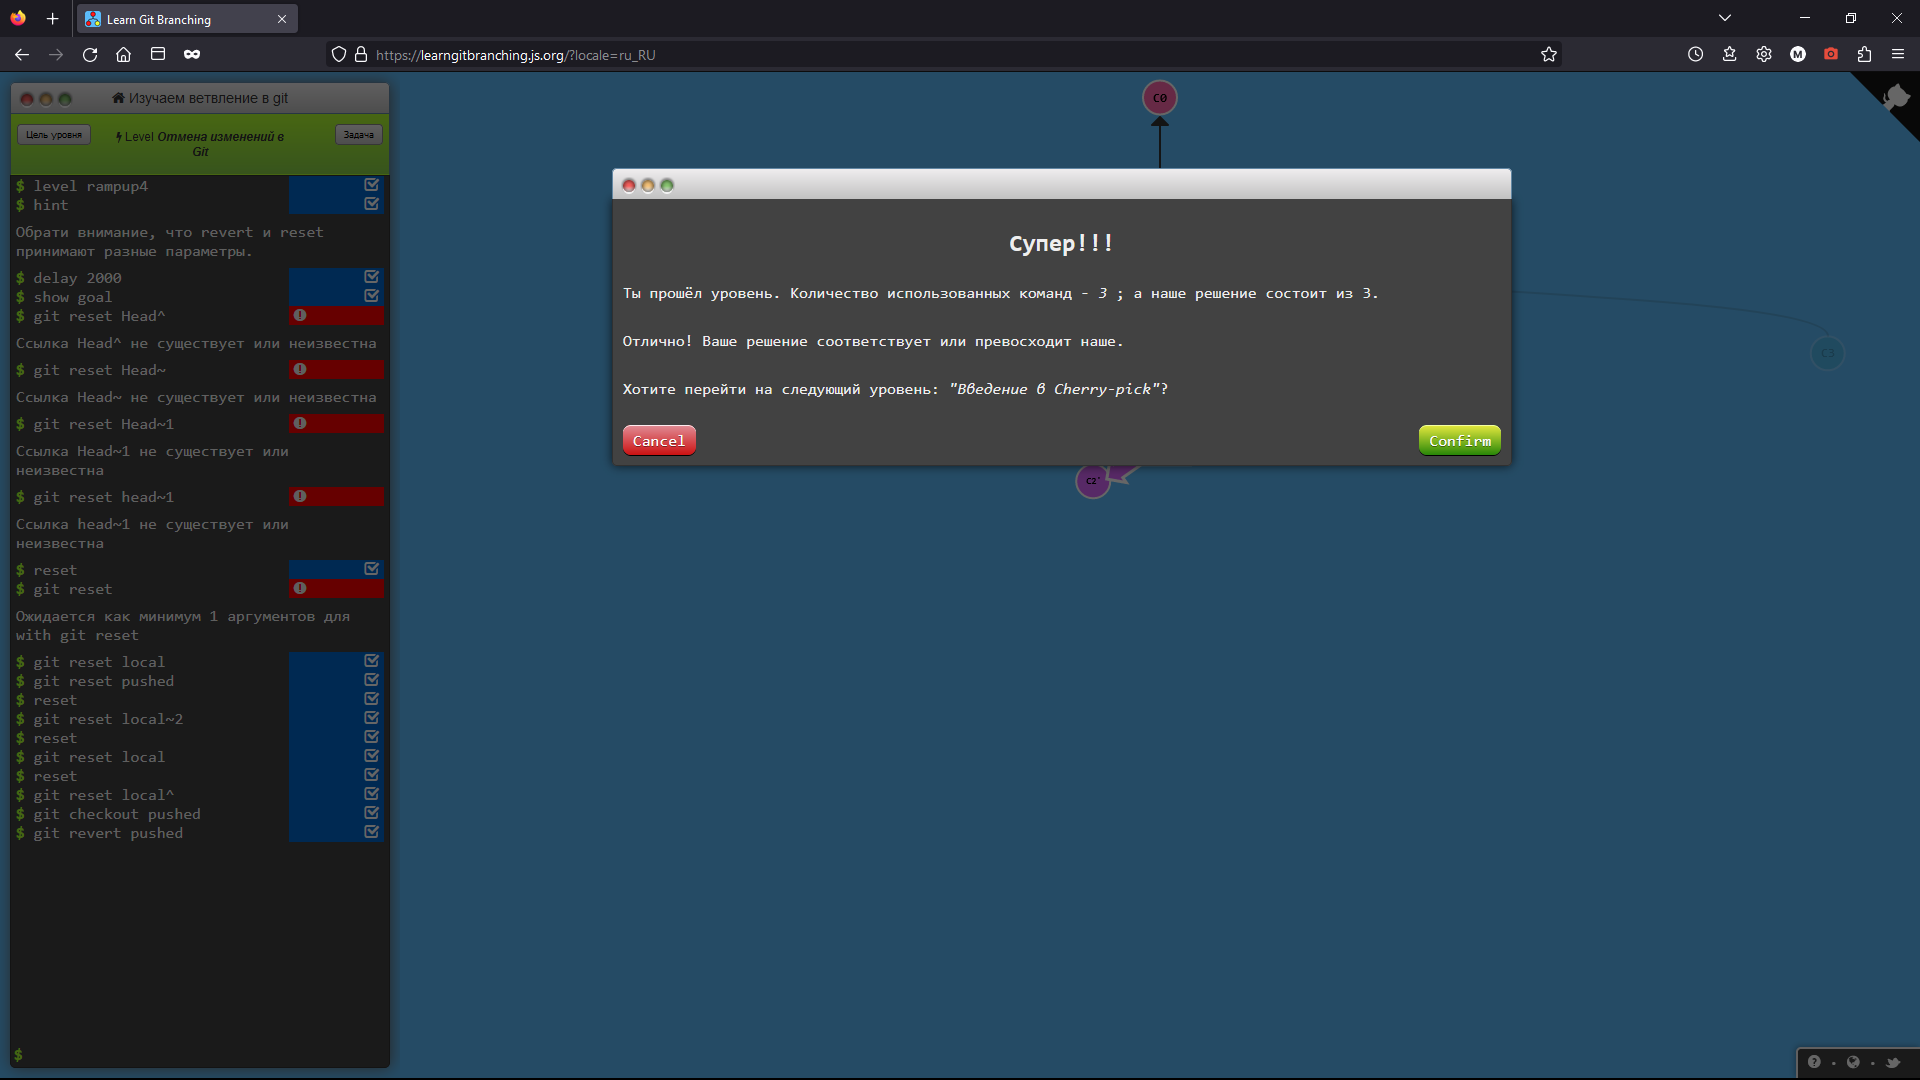 Learn Git Branching
https://learngitbranching.js.org/?locale=ru_RU
M
Изучаем ветвление в git
Цель уровня
Level Отмена изменений в
Git
Задача
$ level rampup4
$ hint
Обрати внимание, что revert и reset
принимают разные параметры.
$ delay 2000
$ show goal
$ git reset Head^
Ссылка Head^ не существует или неизвестна
$ git reset Head~
Ссылка Head~ не существует или неизвестна
$ git reset Head~1
Ссылка Head~1 не существует или
неизвестна
$ git reset head~1
Ссылка head~1 не существует или
неизвестна
$ reset
$ git reset
Ожидается как минимум 1 аргументов для
with git reset
$ git reset local
$ git reset pushed
$ reset
$ git reset local~2
$ reset
$ git reset local
$ reset
$ git reset local^
$ git checkout pushed
$ git revert pushed
$
C0
Супер!!!
Ты прошёл уровень. Количество использованных команд - 3 ; а наше решение состоит из 3.
Отлично! Ваше решение соответствует или превосходит наше.
Хотите перейти на следующий уровень: "Введение в Cherry-pick"?
Cancel
Confirm
C3
C2'